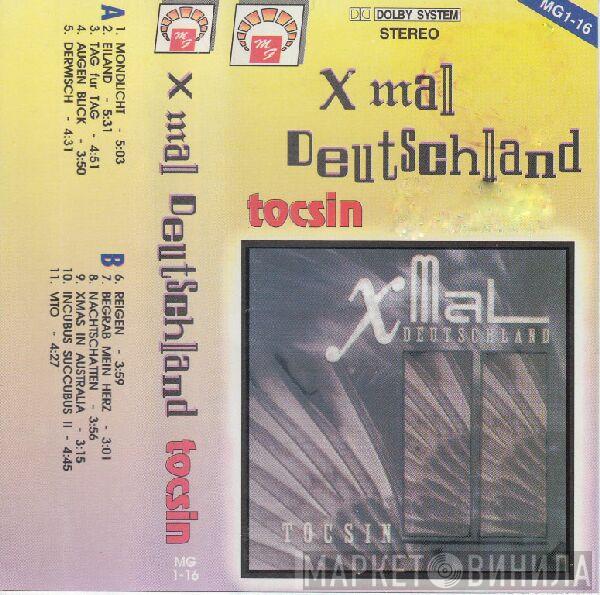 A
1. MONDLICHT - 5:03
2. EILAND - 5:31
3. TAG fur TAG - 4:51
4. AUGEN BLICK - 3:50
5. DERWISCH - 4:31
B
6. REIGEN - 3:59
7. BEGRAB MEIN HERZ - 3:01
8. NACHTSCHATTEN - 3:56
9. XMAS IN AUSTRALIA - 3:15
10. INCUBUS SUCCUBUS II - 4:45
11. VITO - 4:27
X mal Deutschland tocsin
MG
1-16
DOLBY SYSTEM
STEREO
MG1-16
X mal
Deutschland
tocsin
xMaL
DEUTSCHLAND
TOCSIN
МАРКЕТ ВИНИЛА